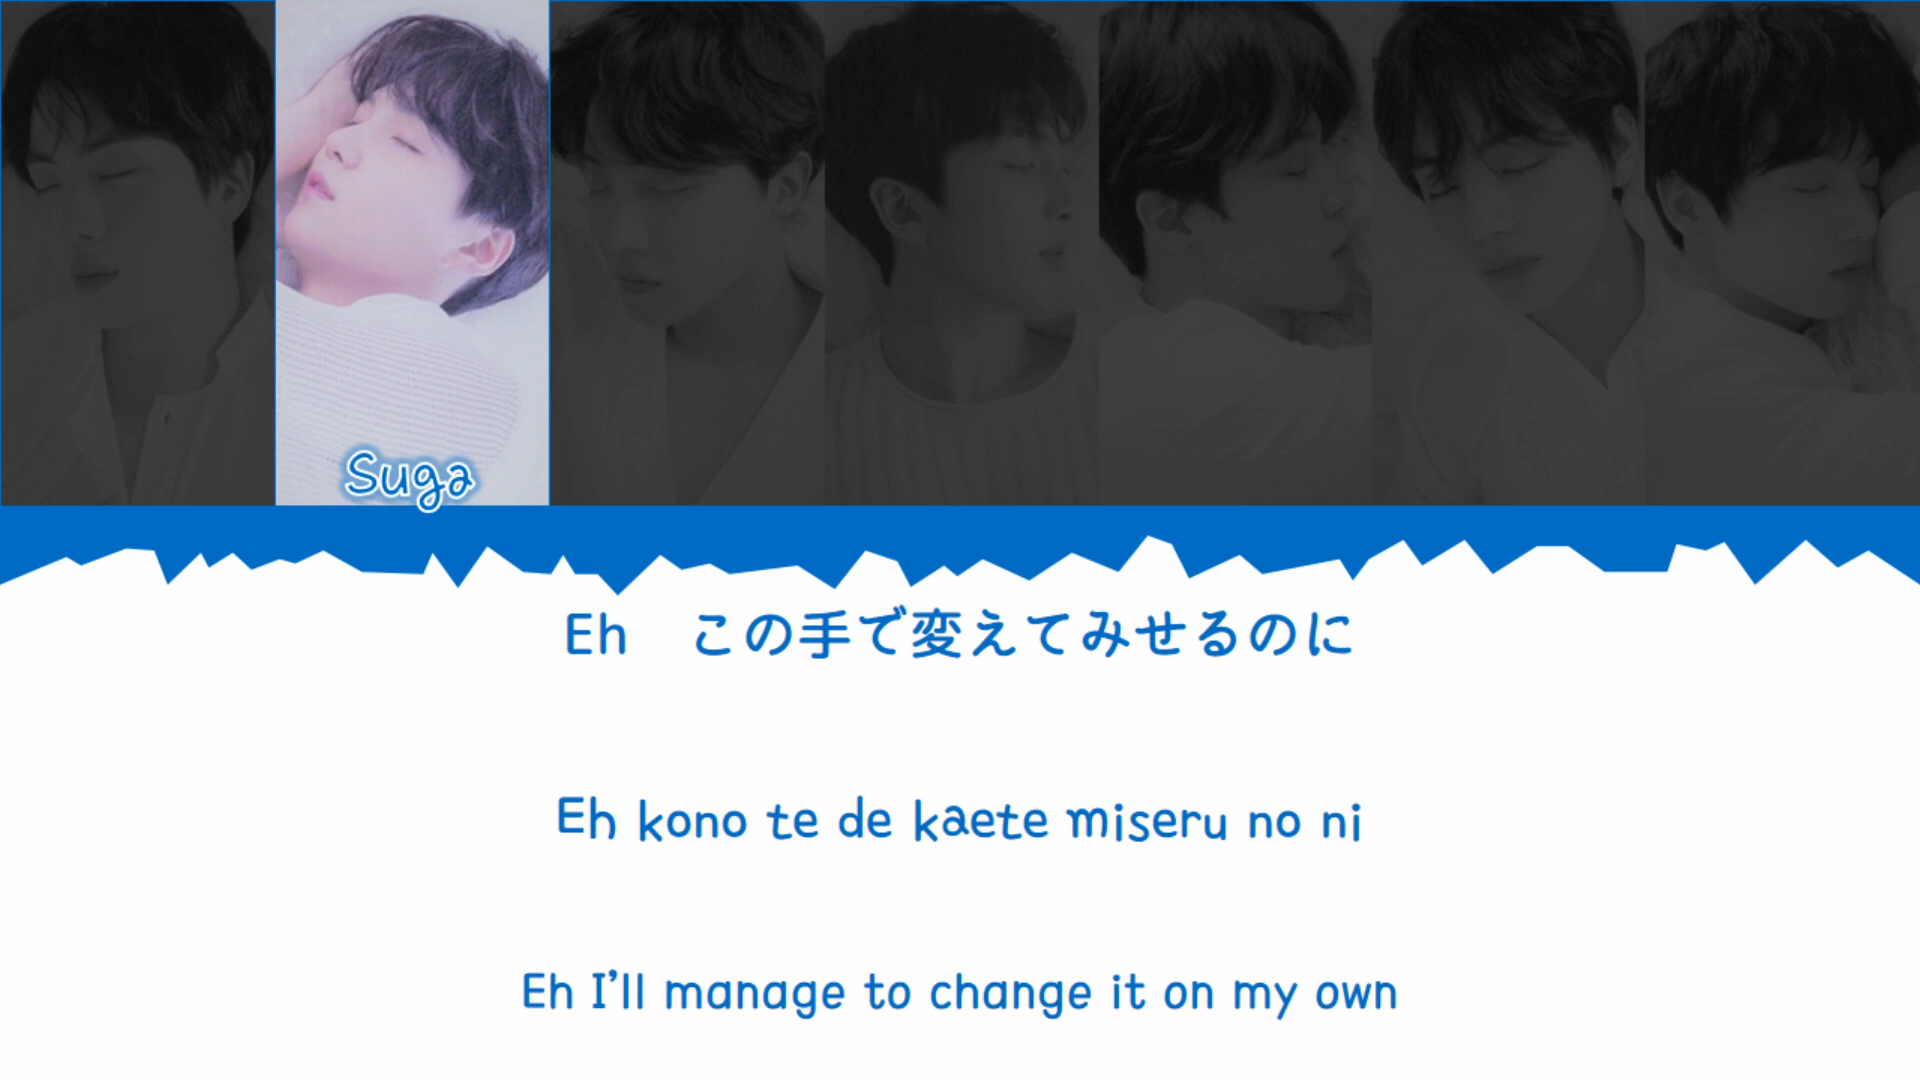 Suga
Eh　この手で変えてみせるのに
Eh kono te de kaete miseru no ni
Eh I'll manage to change it on my own